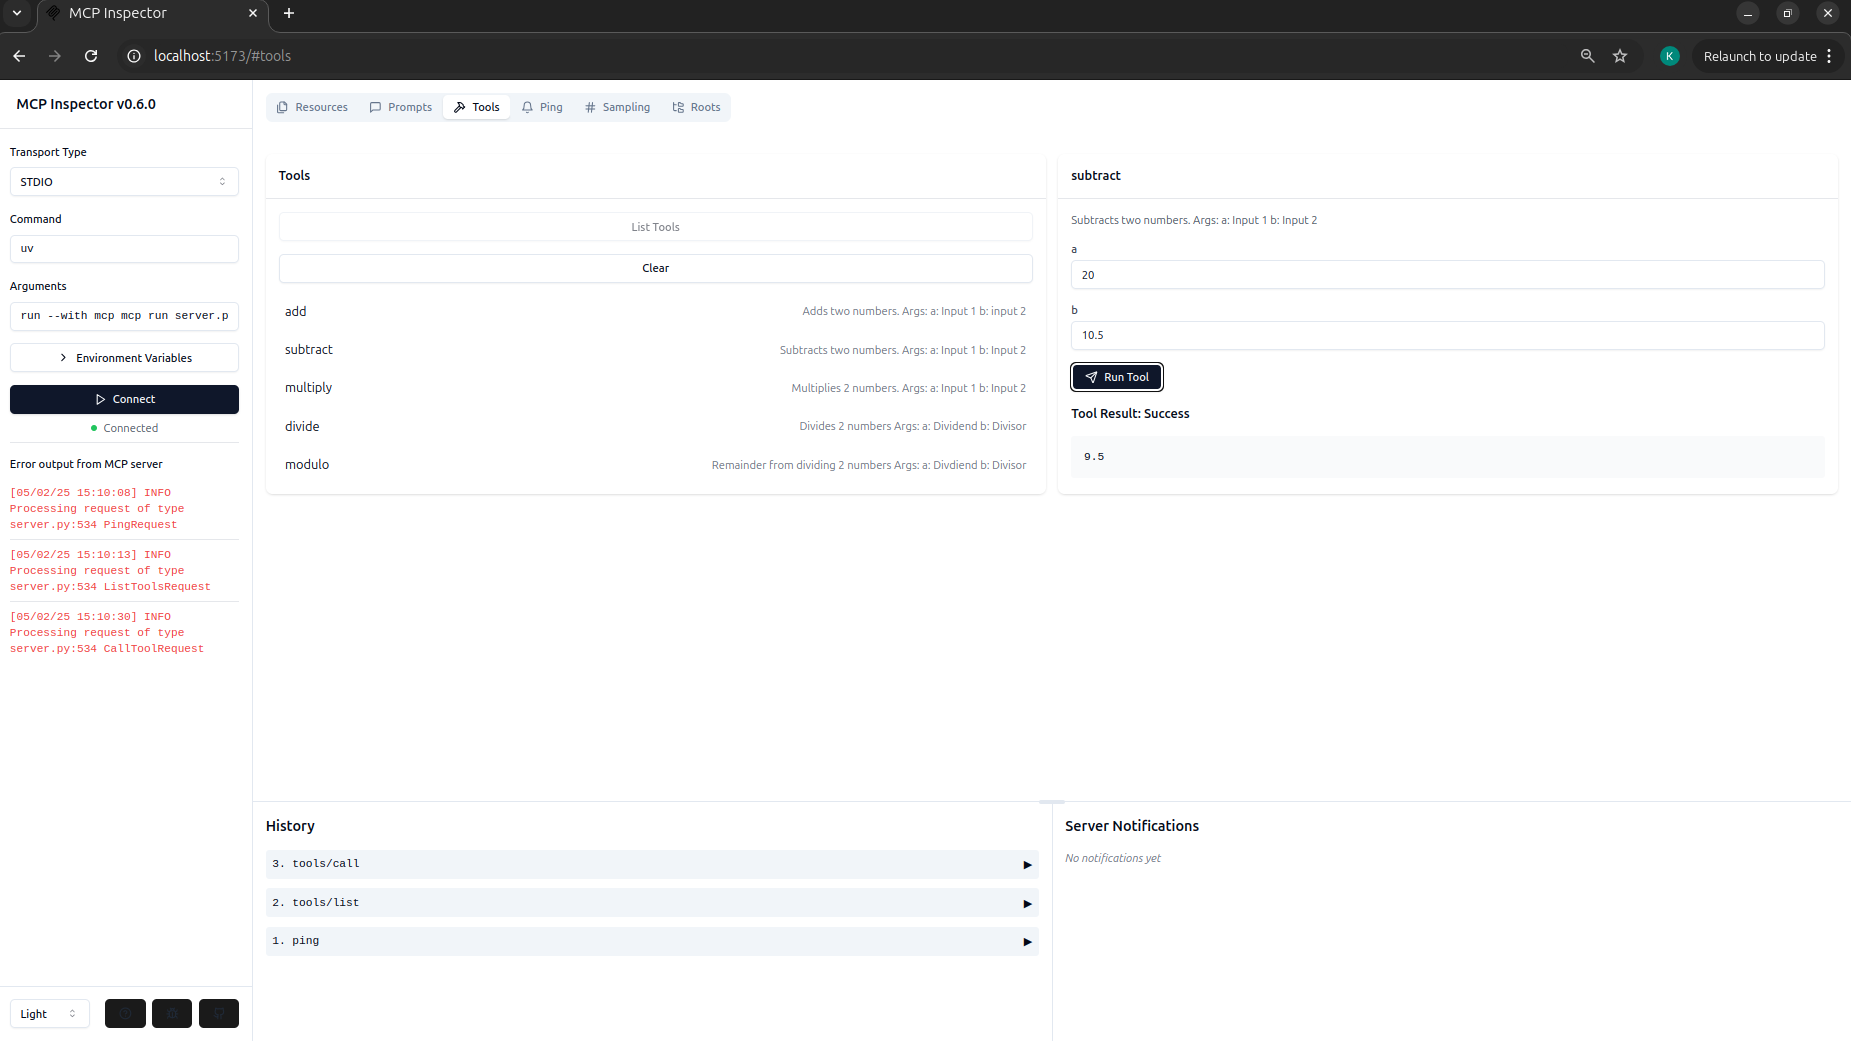 MCP Inspector
localhost:5173/#tools
K
Relaunch to update
MCP Inspector v0.6.0
Transport Type
STDIO
Command
uv
Arguments
run --with mcp mcp run server.p
Environment Variables
Connect
Connected
Error output from MCP server
[05/02/25 15:10:08] INFO
Processing request of type
server.py:534 PingRequest
[05/02/25 15:10:13] INFO
Processing request of type
server.py:534 ListToolsRequest
[05/02/25 15:10:30] INFO
Processing request of type
server.py:534 CallToolRequest
Light
Resources
Prompts
Tools
Ping
Sampling
Roots
Tools
List Tools
Clear
add Adds two numbers. Args: a: Input 1 b: input 2
subtract Subtracts two numbers. Args: a: Input 1 b: Input 2
multiply Multiplies 2 numbers. Args: a: Input 1 b: Input 2
divide Divides 2 numbers Args: a: Dividend b: Divisor
modulo Remainder from dividing 2 numbers Args: a: Divdiend b: Divisor
subtract
Subtracts two numbers. Args: a: Input 1 b: Input 2
a
20
b
10.5
Run Tool
Tool Result: Success
9.5
History
3. tools/call
2. tools/list
1. ping
Server Notifications
No notifications yet